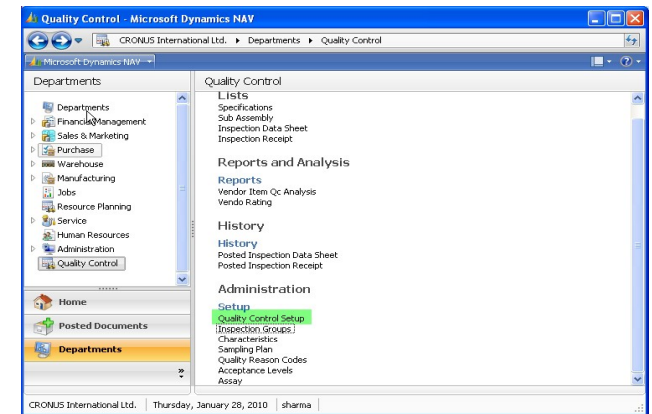 Quality Control - Microsoft Dynamics NAV
CRONUS International Ltd. Departments Quality Control
Microsoft Dynamics NAV
Departments
Departments
Financial Management
Sales & Marketing
Purchase
Warehouse
Manufacturing
Jobs
Resource Planning
Service
Human Resources
Administration
Quality Control
Home
Posted Documents
Departments
Quality Control
Lists
Specifications
Sub Assembly
Inspection Data Sheet
Inspection Receipt
Reports and Analysis
Reports
Vendor Item Qc Analysis
Vendo Rating
History
History
Posted Inspection Data Sheet
Posted Inspection Receipt
Administration
Setup
Quality Control Setup
Inspection Groups
Characteristics
Sampling Plan
Quality Reason Codes
Acceptance Levels
Assay
CRONUS International Ltd. Thursday, January 28, 2010 sharma